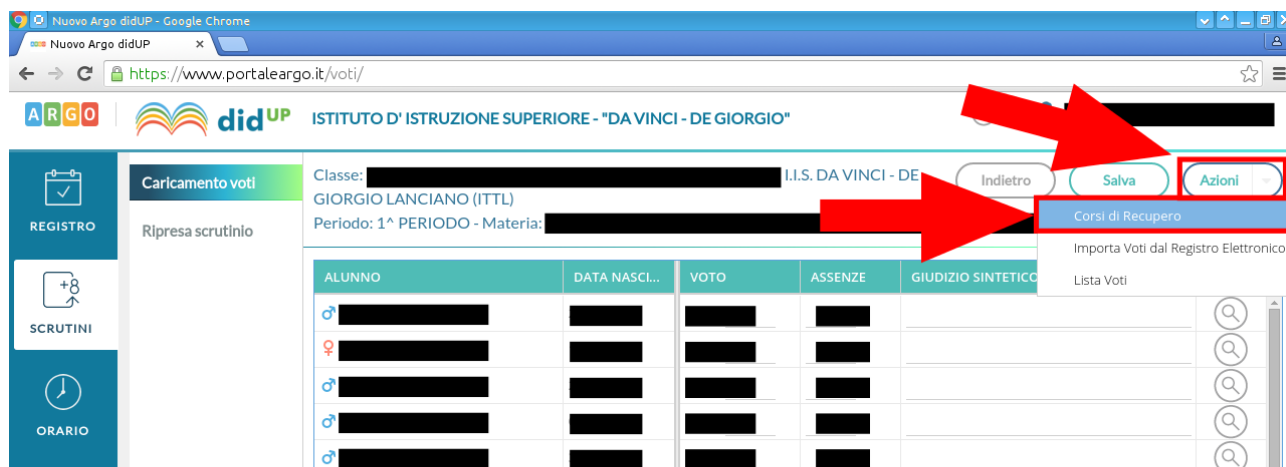 Nuovo Argo didUP - Google Chrome
Nuovo Argo didUP
https://www.portaleargo.it/voti/
ARGO
didUP
ISTITUTO D' ISTRUZIONE SUPERIORE - "DA VINCI - DE GIORGIO"
REGISTRO
SCRUTINI
+8
ORARIO
Caricamento voti
Ripresa scrutinio
Classe: I.I.S. DA VINCI - DE
GIORGIO LANCIANO (ITTL)
Periodo: 1^ PERIODO - Materia:
Indietro
Salva
Azioni
Corsi di Recupero
Importa Voti dal Registro Elettronico
Lista Voti
ALUNNO DATA NASCI... VOTO ASSENZE GIUDIZIO SINTETICO